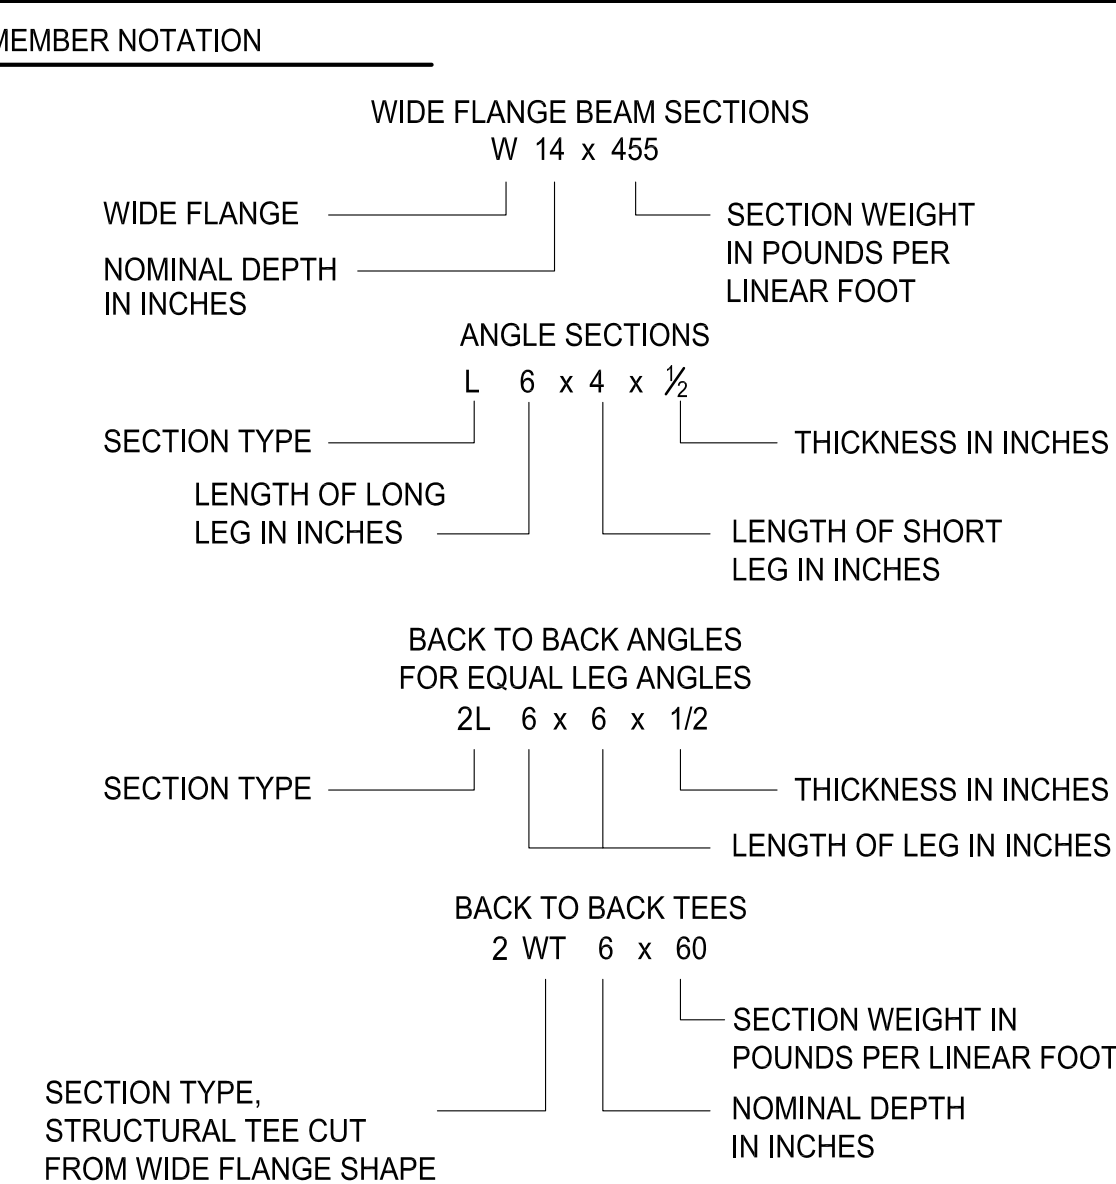 MEMBER NOTATION
WIDE FLANGE BEAM SECTIONS
W 14 x 455
WIDE FLANGE
NOMINAL DEPTH
IN INCHES
SECTION WEIGHT
IN POUNDS PER
LINEAR FOOT
ANGLE SECTIONS
L 6 x 4 x ½
SECTION TYPE
THICKNESS IN INCHES
LENGTH OF LONG
LEG IN INCHES
LENGTH OF SHORT
LEG IN INCHES
BACK TO BACK ANGLES
FOR EQUAL LEG ANGLES
2L 6 x 6 x 1/2
SECTION TYPE
THICKNESS IN INCHES
LENGTH OF LEG IN INCHES
BACK TO BACK TEES
2 WT 6 x 60
SECTION WEIGHT IN
POUNDS PER LINEAR FOOT
SECTION TYPE,
STRUCTURAL TEE CUT
FROM WIDE FLANGE SHAPE
NOMINAL DEPTH
IN INCHES